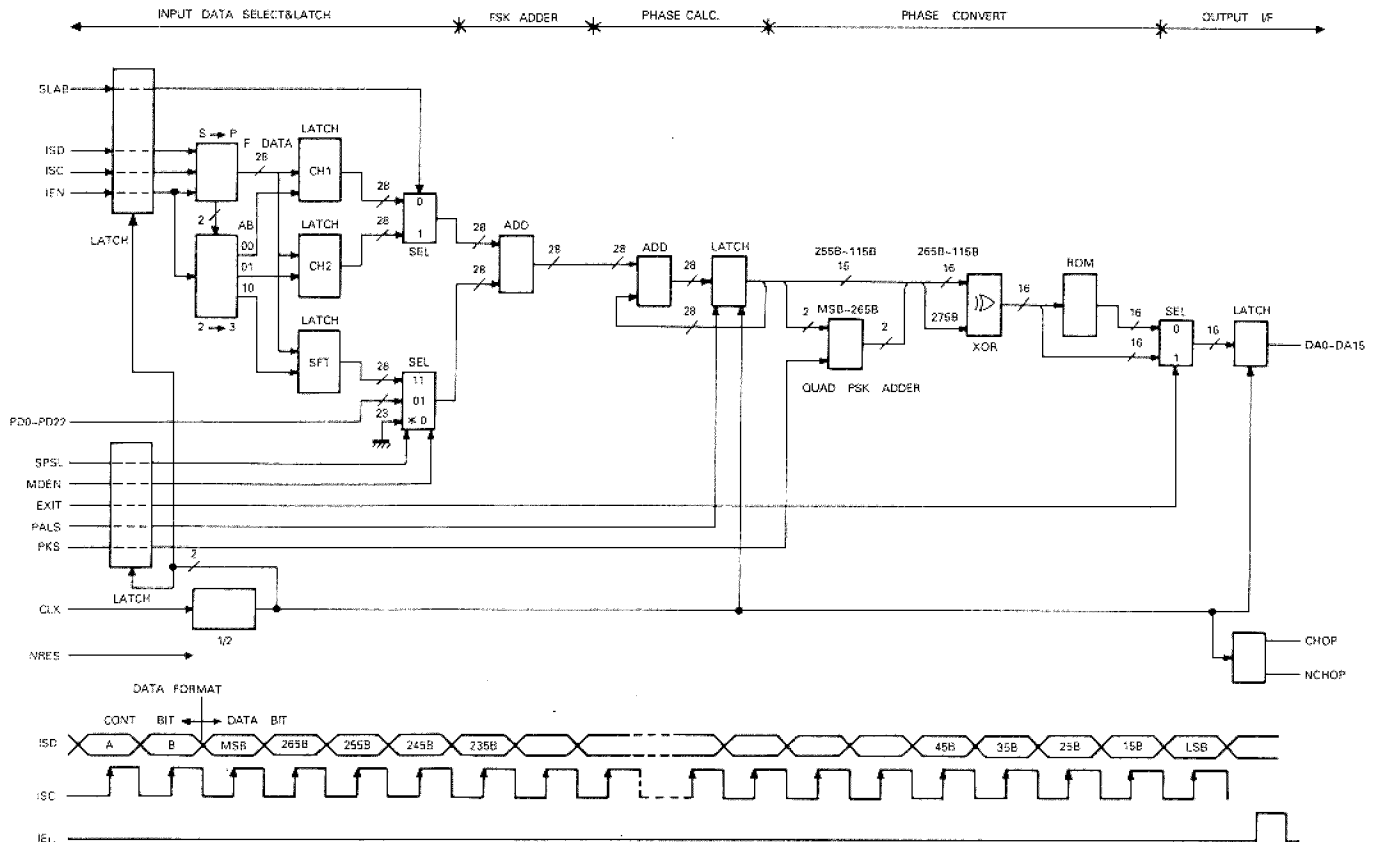 INPUT DATA SELECT&LATCH
FSK ADDER
PHASE CALC.
PHASE CONVERT
OUTPUT I/F
SLAB
S → P
F DATA
LATCH
ISD
28
ISC
CH1
IEN
28
0
2
AB
LATCH
28
1
LATCH
00
SEL
28
ADD
01
CH2
28
28
ADD
LATCH
255B~115B
265B~115B
ROM
10
28
28
15
16
16
SEL
LATCH
2 → 3
LATCH
28
MSB~265B
275B
16
0
16
DA0-DA15
SFT
28
SEL
2
2
XOR
16
1
11
QUAD PSK ADDER
01
PD0~PD22
23
* 0
SPSL
MDEN
EXIT
PALS
PKS
2
LATCH
CLK
1/2
NRES
CHOP
NCHOP
DATA FORMAT
CONT BIT
DATA BIT
ISD
A
B
MSB
265B
255B
245B
235B
45B
35B
25B
15B
LSB
ISC